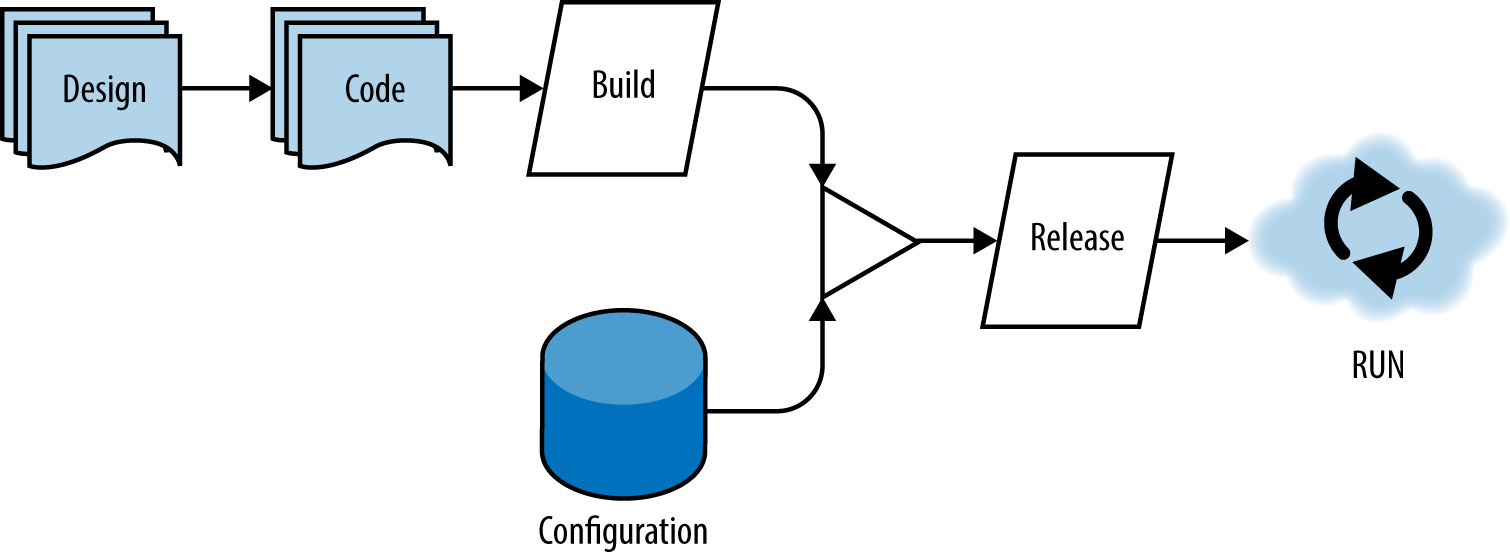 Design
Code
Build
Release
RUN
Configuration